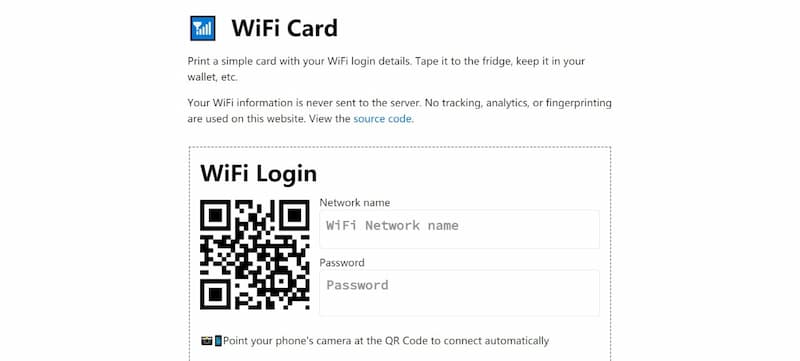 WiFi Card
Print a simple card with your WiFi login details. Tape it to the fridge, keep it in your
wallet, etc.
Your WiFi information is never sent to the server. No tracking, analytics, or fingerprinting
are used on this website. View the source code.
WiFi Login
Network name
WiFi Network name
Password
Password
Point your phone's camera at the QR Code to connect automatically